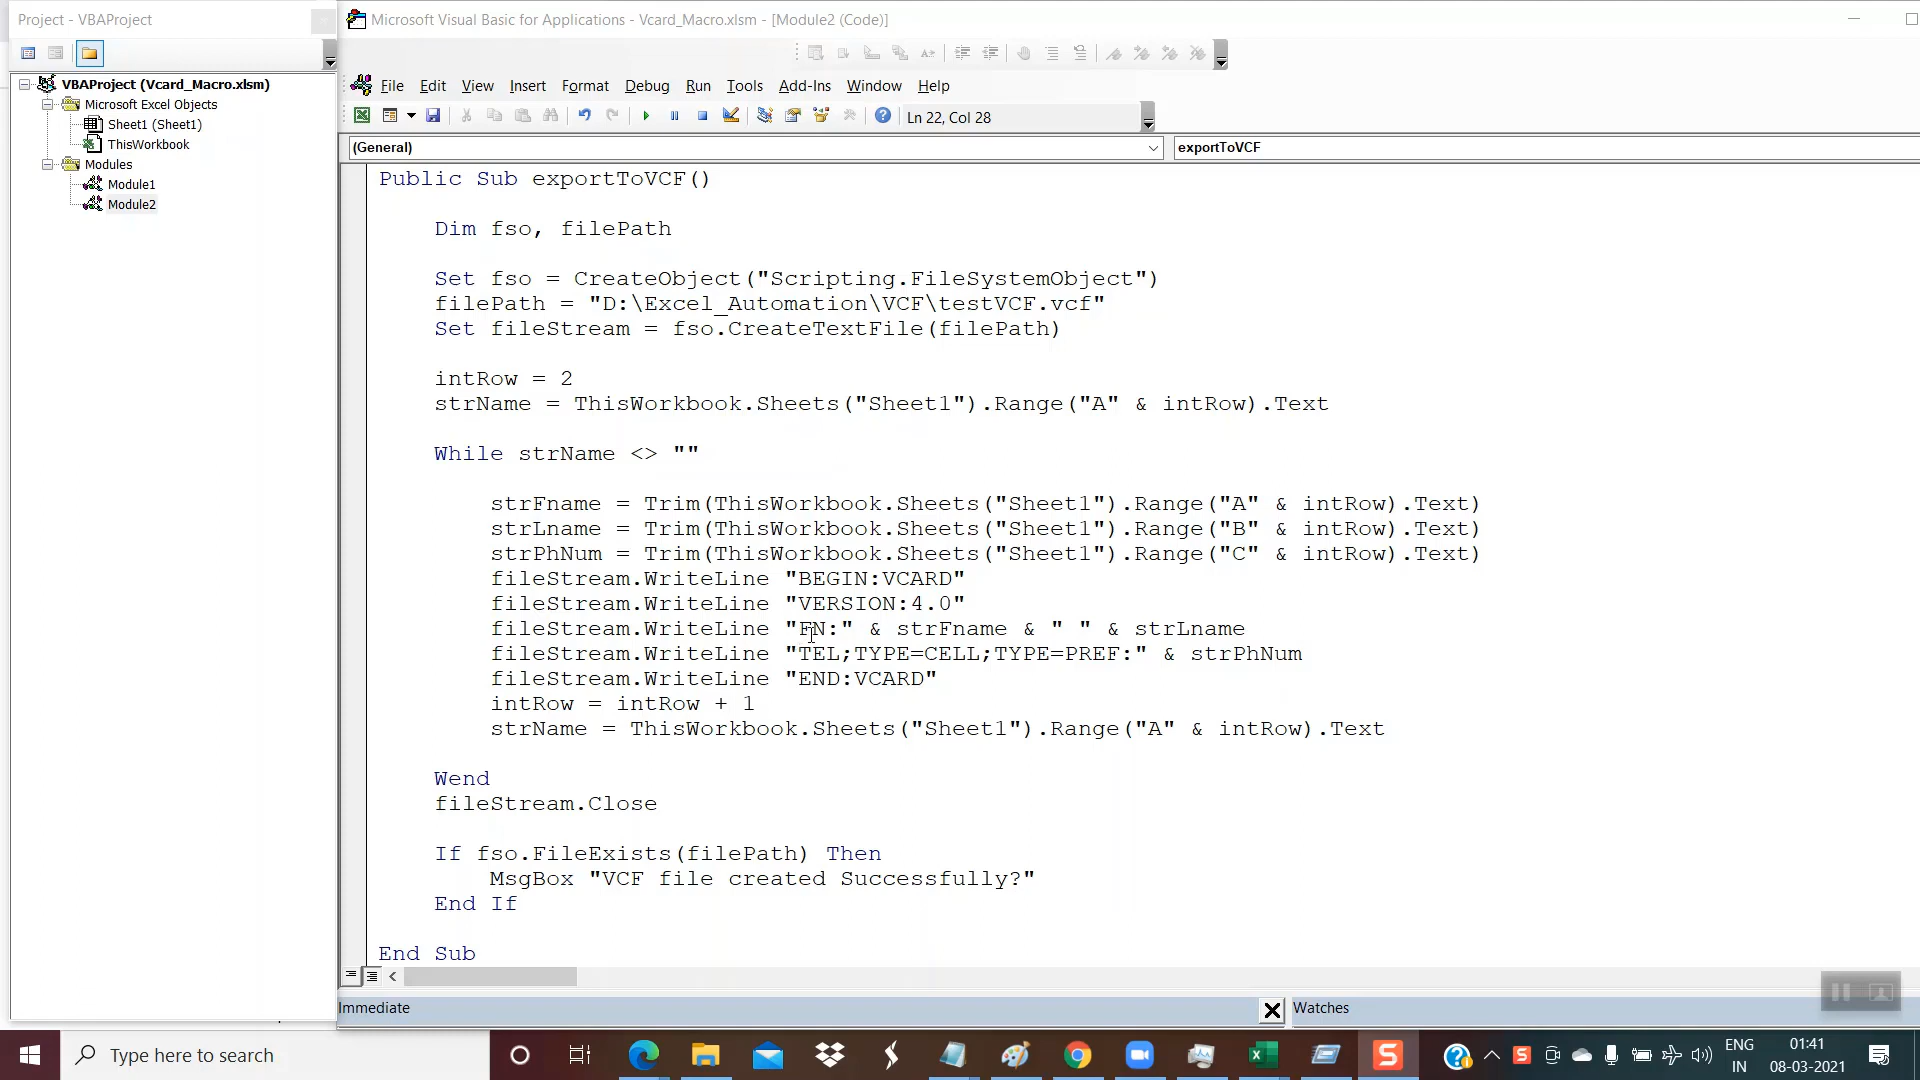 Project - VBAProject
Microsoft Visual Basic for Applications - Vcard_Macro.xlsm - [Module2 (Code)]
VBAProject (Vcard_Macro.xlsm)
Microsoft Excel Objects
Sheet1 (Sheet1)
ThisWorkbook
Modules
Module1
Module2
File Edit View Insert Format Debug Run Tools Add-Ins Window Help
Ln 22, Col 28
(General)
exportToVCF
Public Sub exportToVCF()
Dim fso, filePath
Set fso = CreateObject("Scripting.FileSystemObject")
filePath = "D:\Excel_Automation\VCF\testVCF.vcf"
Set fileStream = fso.CreateTextFile(filePath)
intRow = 2
strName = ThisWorkbook.Sheets("Sheet1").Range("A" & intRow).Text
While strName <> ""
strFname = Trim(ThisWorkbook.Sheets("Sheet1").Range("A" & intRow).Text)
strLname = Trim(ThisWorkbook.Sheets("Sheet1").Range("B" & intRow).Text)
strPhNum = Trim(ThisWorkbook.Sheets("Sheet1").Range("C" & intRow).Text)
fileStream.WriteLine "BEGIN:VCARD"
fileStream.WriteLine "VERSION:4.0"
fileStream.WriteLine "FN:" & strFname & " " & strLname
fileStream.WriteLine "TEL;TYPE=CELL;TYPE=PREF:" & strPhNum
fileStream.WriteLine "END:VCARD"
intRow = intRow + 1
strName = ThisWorkbook.Sheets("Sheet1").Range("A" & intRow).Text
Wend
fileStream.Close
If fso.FileExists(filePath) Then
MsgBox "VCF file created Successfully?"
End If
End Sub
Immediate
Watches
Type here to search
ENG
IN
01:41
08-03-2021